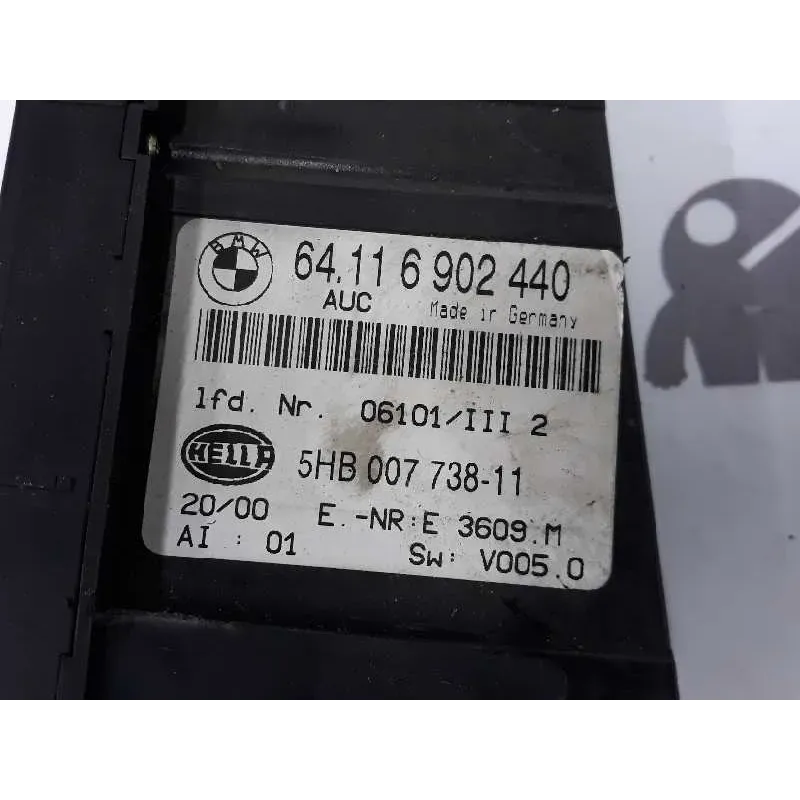 BMW
64.11 6 902 440
AUC Made in Germany
lfd. Nr. 06101/III 2
HELLA
5HB 007 738-11
20/00 E.-NR:E 3609.M
AI : 01 Sw: V005.0